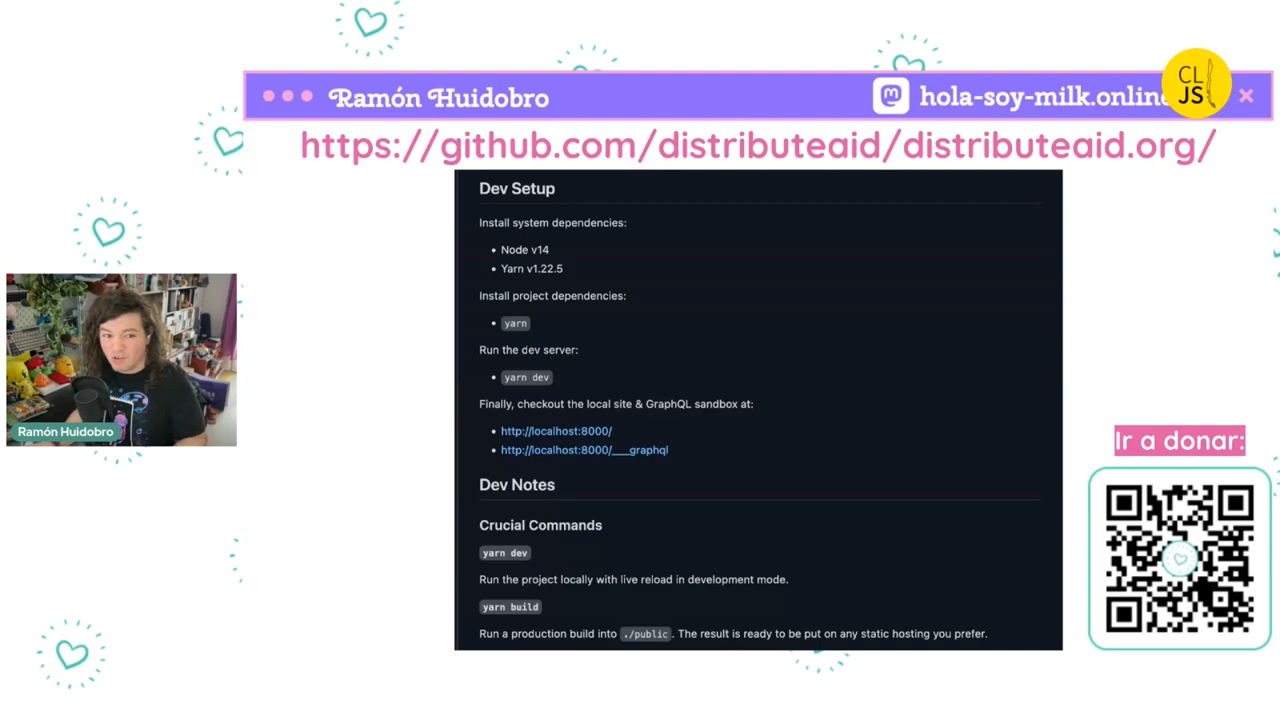 Ramón Huidobro
hola-soy-milk.online
CL
JS
https://github.com/distributeaid/distributeaid.org/
Dev Setup
Install system dependencies:
Node v14
Yarn v1.22.5
Install project dependencies:
yarn
Run the dev server:
yarn dev
Finally, checkout the local site & GraphQL sandbox at:
http://localhost:8000/
http://localhost:8000/___graphql
Dev Notes
Crucial Commands
yarn dev
Run the project locally with live reload in development mode.
yarn build
Run a production build into ./public. The result is ready to be put on any static hosting you prefer.
Ramón Huidobro
Ir a donar: